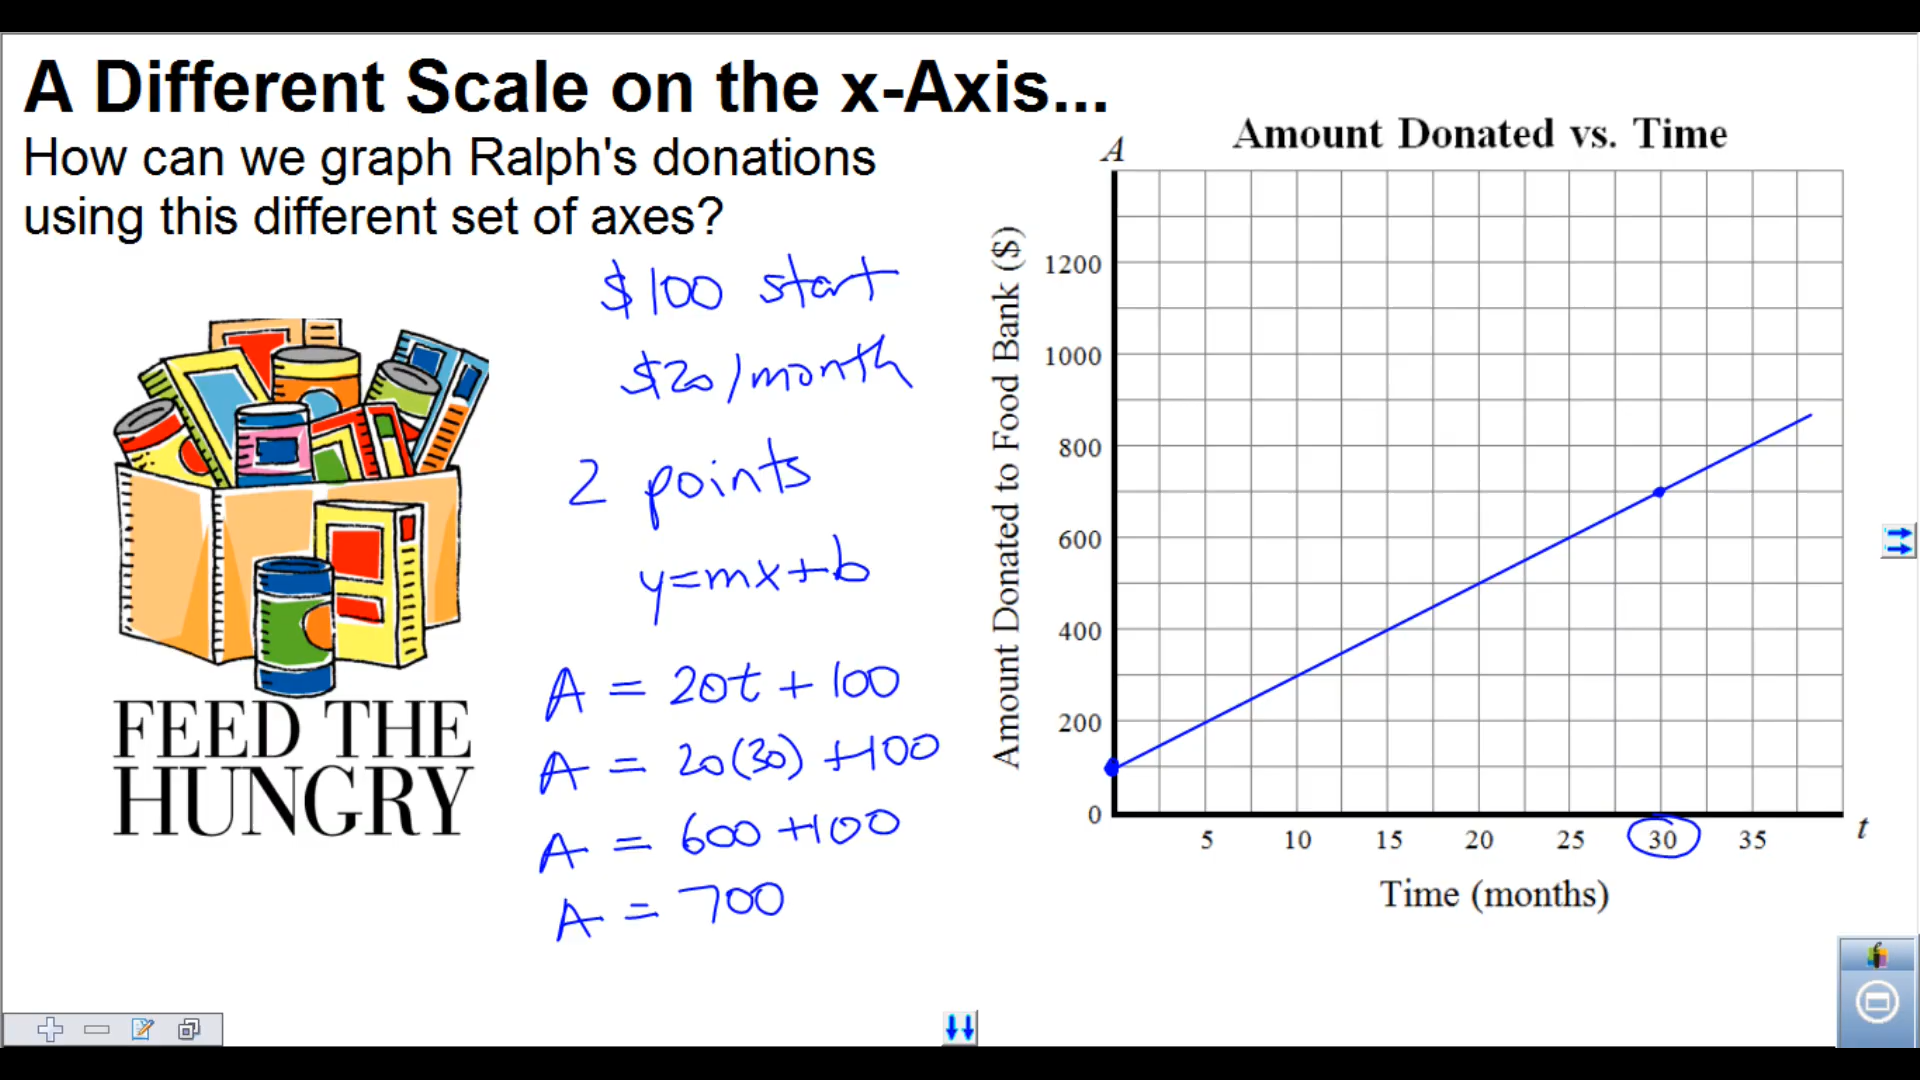 A Different Scale on the x-Axis...
How can we graph Ralph's donations
using this different set of axes?
$100 start
$20/month
2 points
y=mx+b
A = 20t + 100
A = 20(30) + 100
A = 600 + 100
A = 700
FEED THE
HUNGRY
Amount Donated vs. Time
A
Amount Donated to Food Bank ($)
1200
1000
800
600
400
200
0
5 10 15 20 25 30 35
t
Time (months)